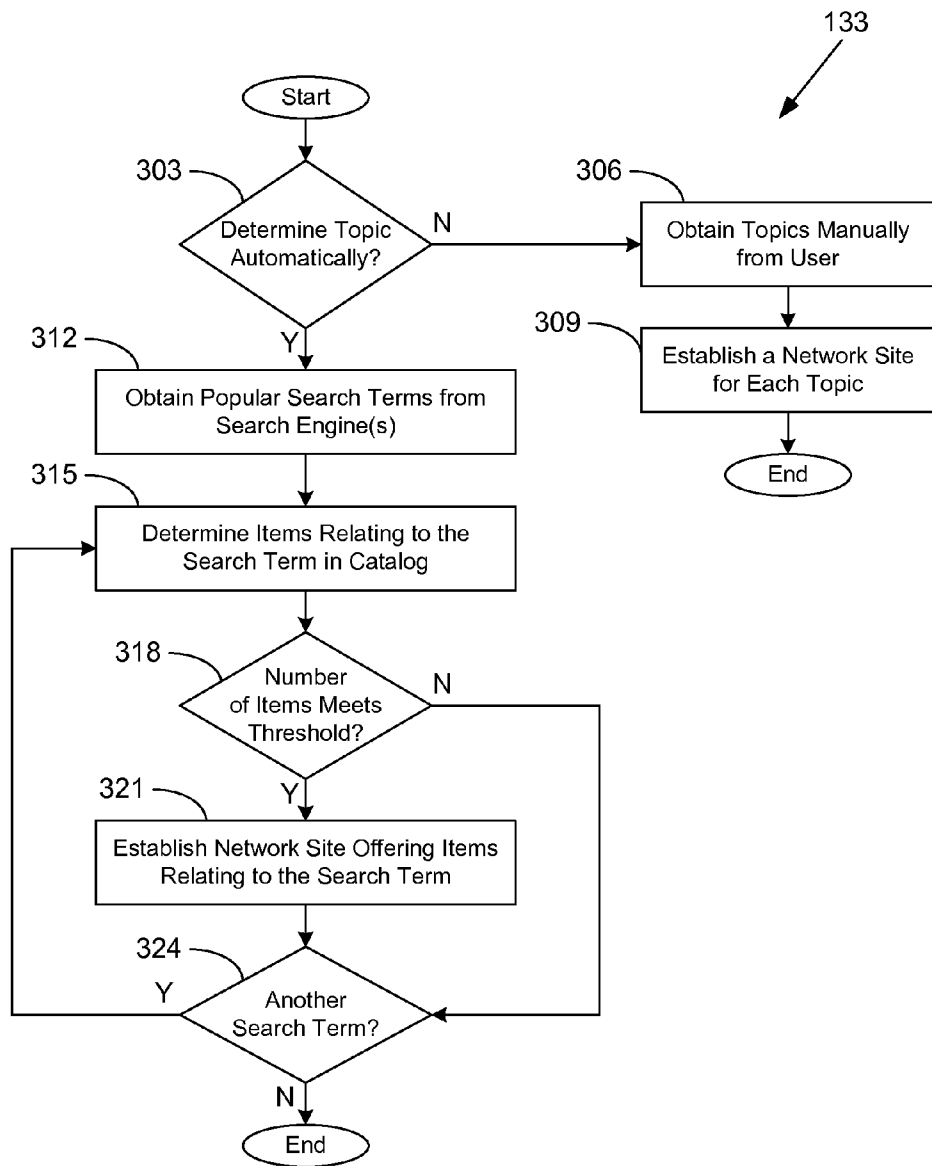 133
Start
303
Determine Topic
Automatically?
N
Y
306
Obtain Topics Manually
from User
309
Establish a Network Site
for Each Topic
End
312
Obtain Popular Search Terms from
Search Engine(s)
315
Determine Items Relating to the
Search Term in Catalog
318
Number
of Items Meets
Threshold?
N
Y
321
Establish Network Site Offering Items
Relating to the Search Term
324
Another
Search Term?
Y
N
End